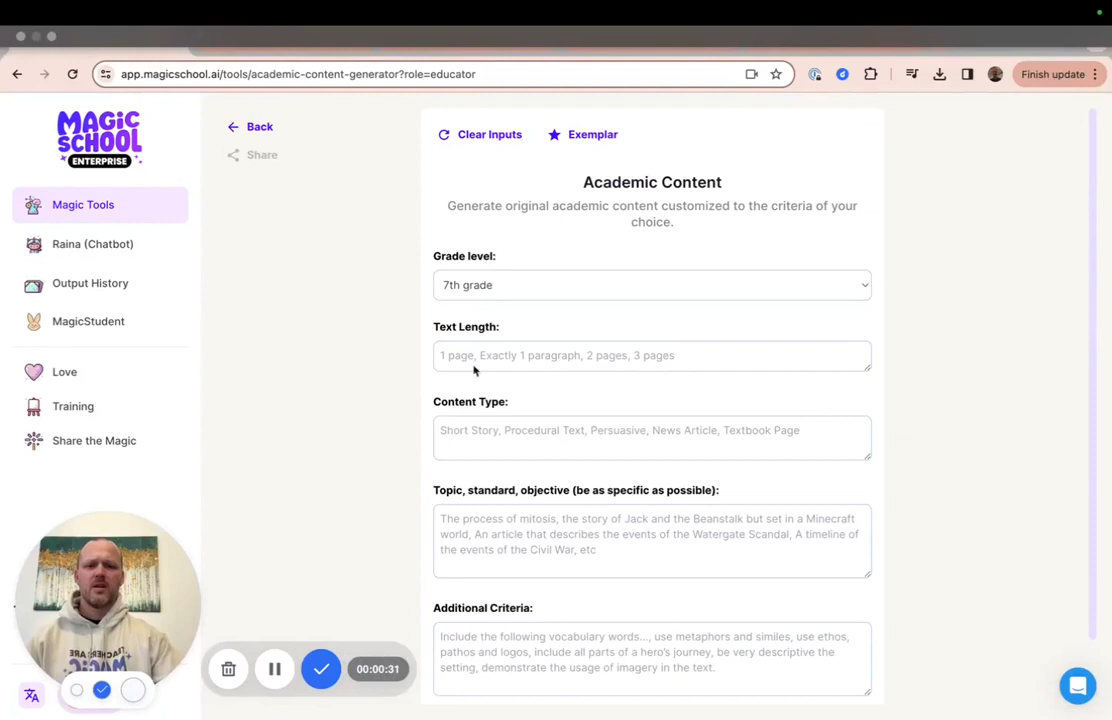 app.magicschool.ai/tools/academic-content-generator?role=educator
Finish update
MAGiC
SCHOOL
ENTERPRISE
Magic Tools
Raina (Chatbot)
Output History
MagicStudent
Love
Training
Share the Magic
Back
Share
Clear Inputs
Exemplar
Academic Content
Generate original academic content customized to the criteria of your
choice.
Grade level:
7th grade
Text Length:
1 page, Exactly 1 paragraph, 2 pages, 3 pages
Content Type:
Short Story, Procedural Text, Persuasive, News Article, Textbook Page
Topic, standard, objective (be as specific as possible):
The process of mitosis, the story of Jack and the Beanstalk but set in a Minecraft
world, An article that describes the events of the Watergate Scandal, A timeline of
the events of the Civil War, etc
Additional Criteria:
Include the following vocabulary words..., use metaphors and similes, use ethos,
pathos and logos, include all parts of a hero's journey, be very descriptive the
setting, demonstrate the usage of imagery in the text.
00:00:31
TEACHERS ARE
MAGIC